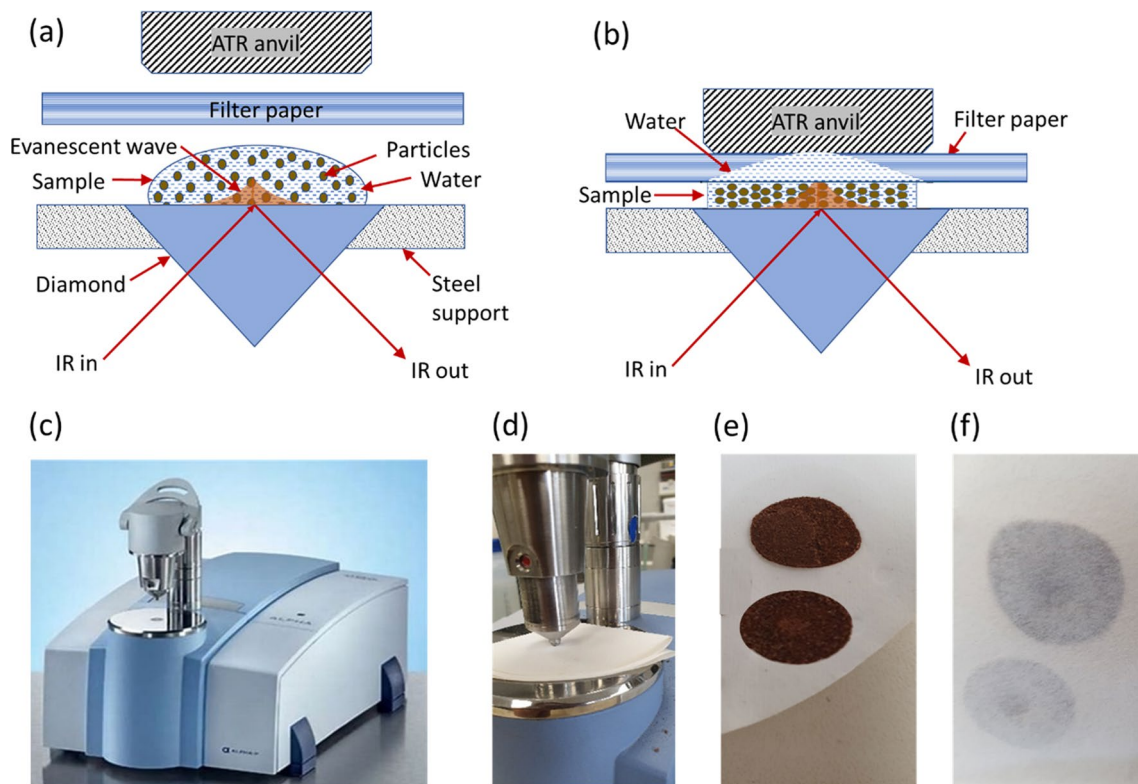 (a)
ATR anvil
Filter paper
Evanescent wave
Particles
Sample
Water
Diamond
Steel
support
IR in
IR out
(b)
ATR anvil
Water
Filter paper
Sample
IR in
IR out
(c)
ALPHA
ALPHA-P
(d)
(e)
(f)